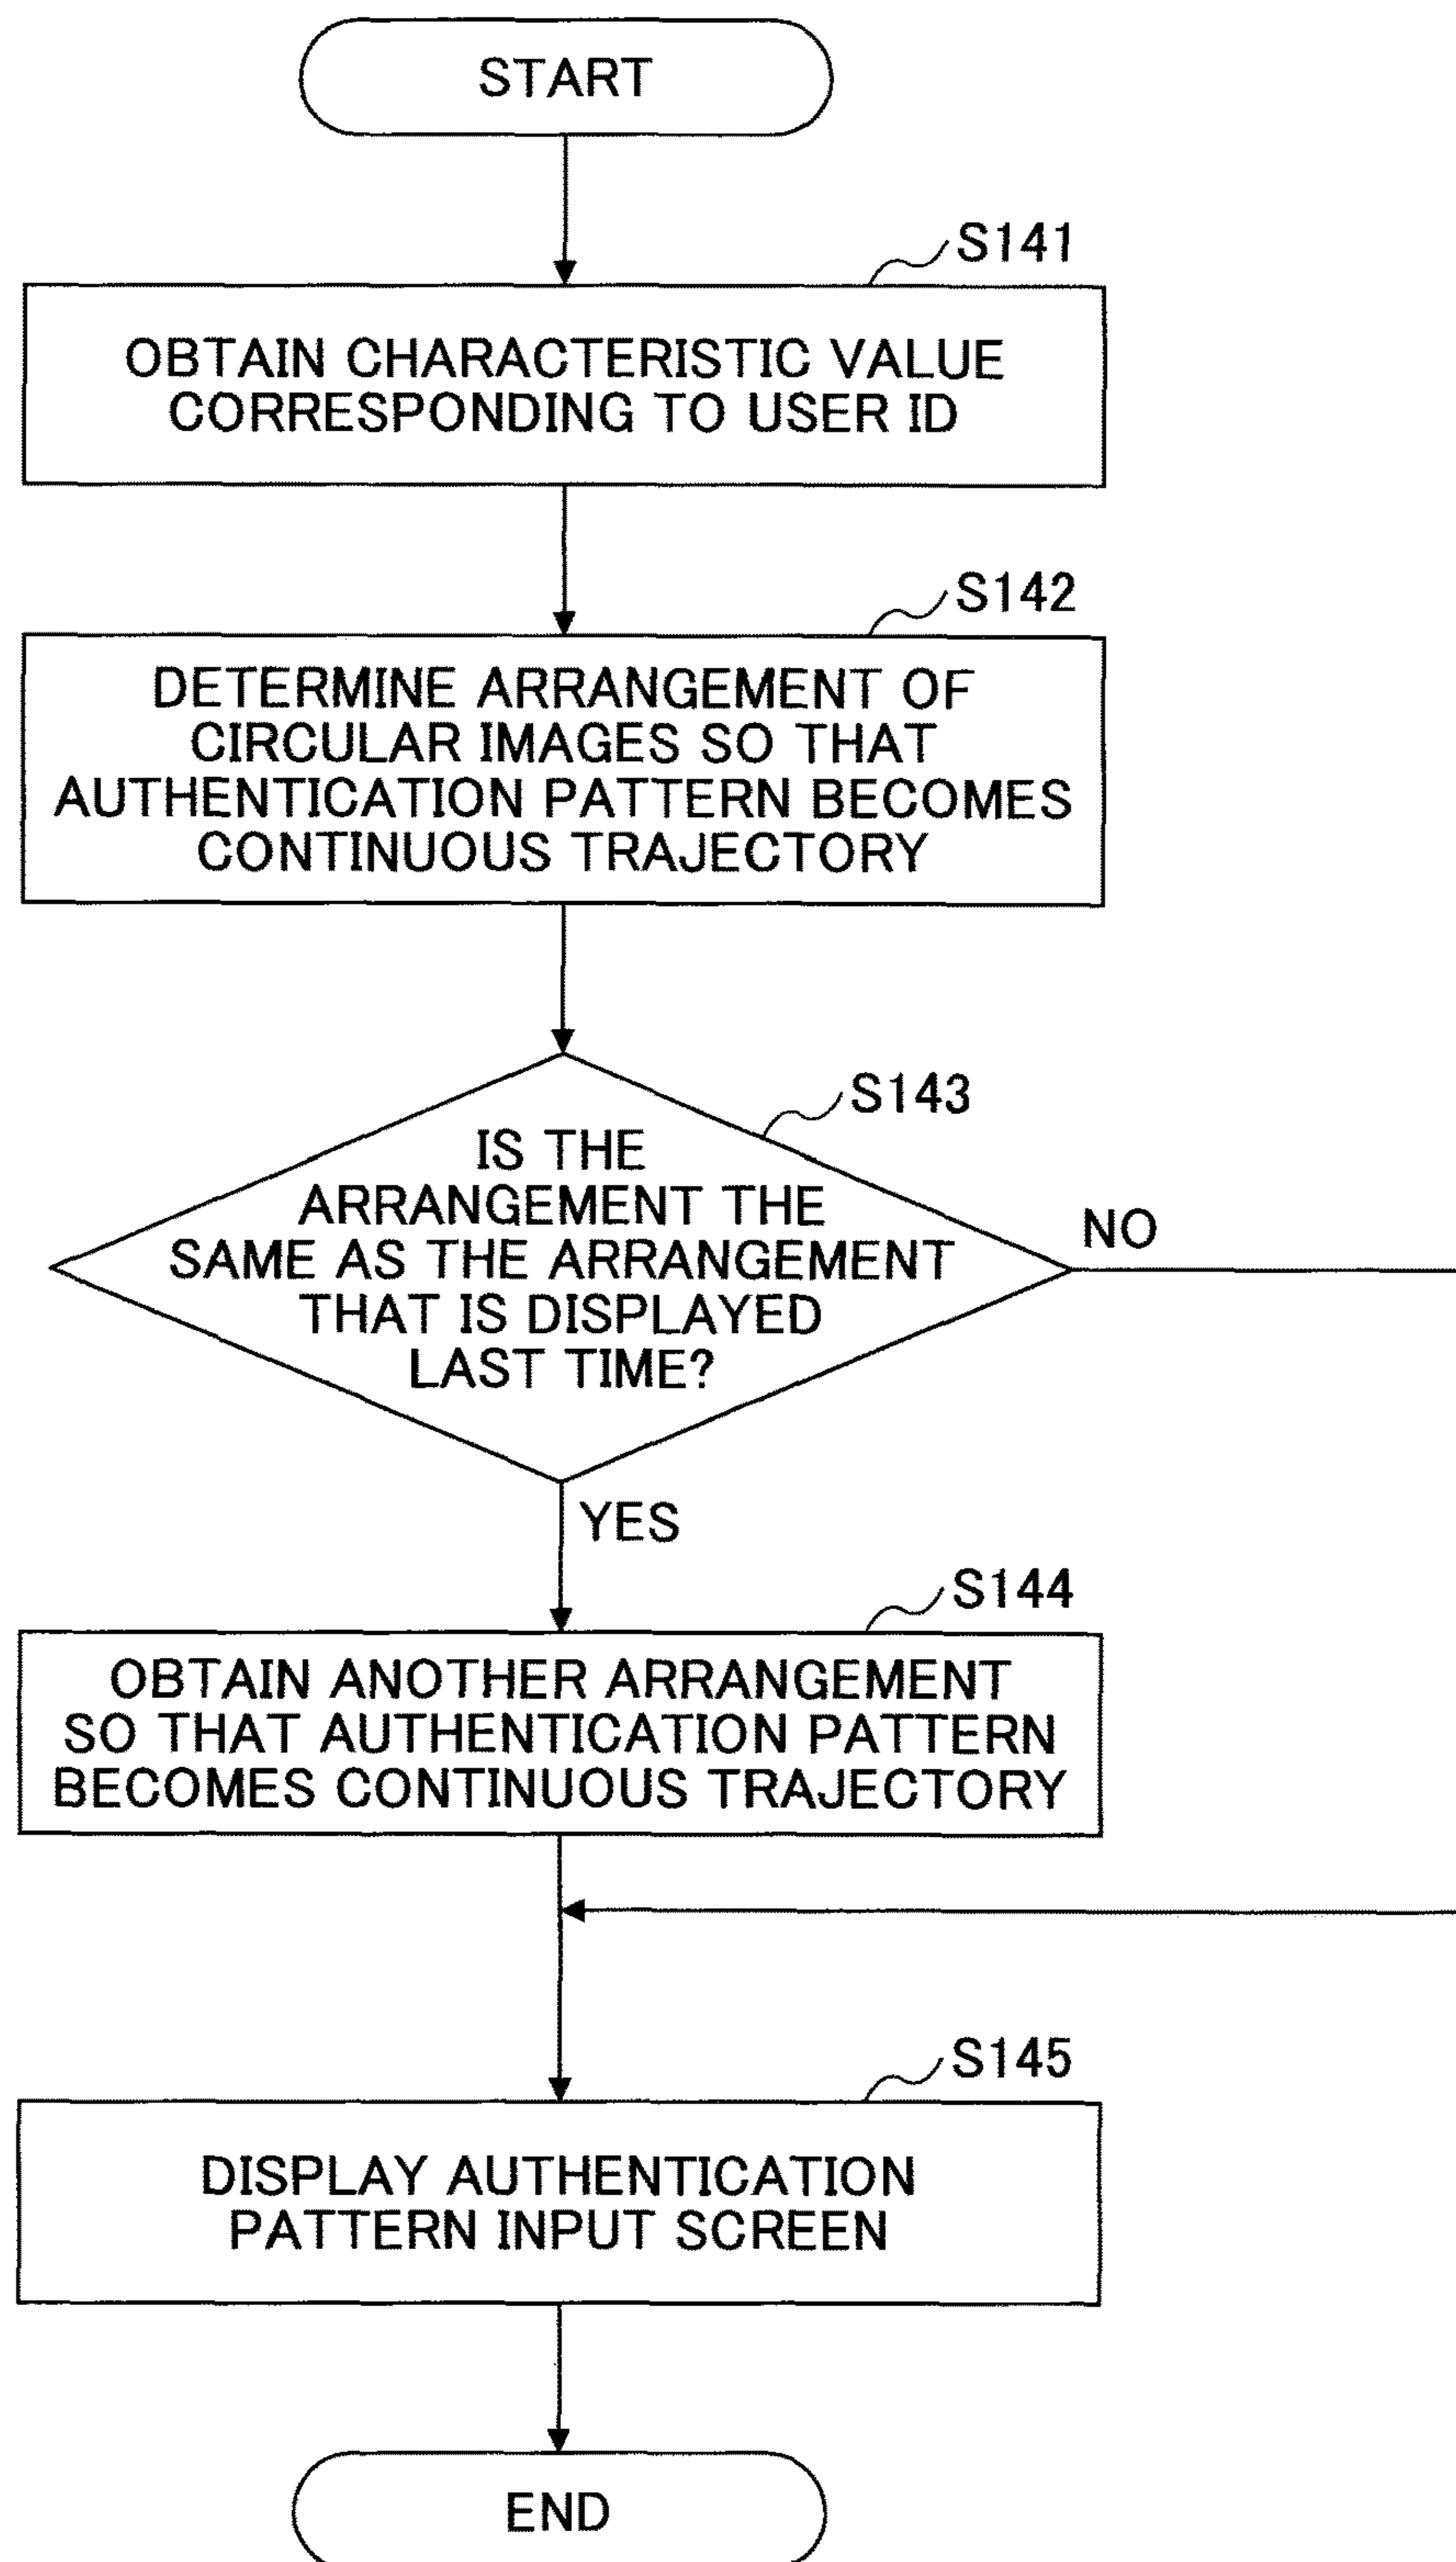 START
S141
OBTAIN CHARACTERISTIC VALUE
CORRESPONDING TO USER ID
S142
DETERMINE ARRANGEMENT OF
CIRCULAR IMAGES SO THAT
AUTHENTICATION PATTERN BECOMES
CONTINUOUS TRAJECTORY
S143
IS THE
ARRANGEMENT THE
SAME AS THE ARRANGEMENT
THAT IS DISPLAYED
LAST TIME?
NO
YES
S144
OBTAIN ANOTHER ARRANGEMENT
SO THAT AUTHENTICATION PATTERN
BECOMES CONTINUOUS TRAJECTORY
S145
DISPLAY AUTHENTICATION
PATTERN INPUT SCREEN
END